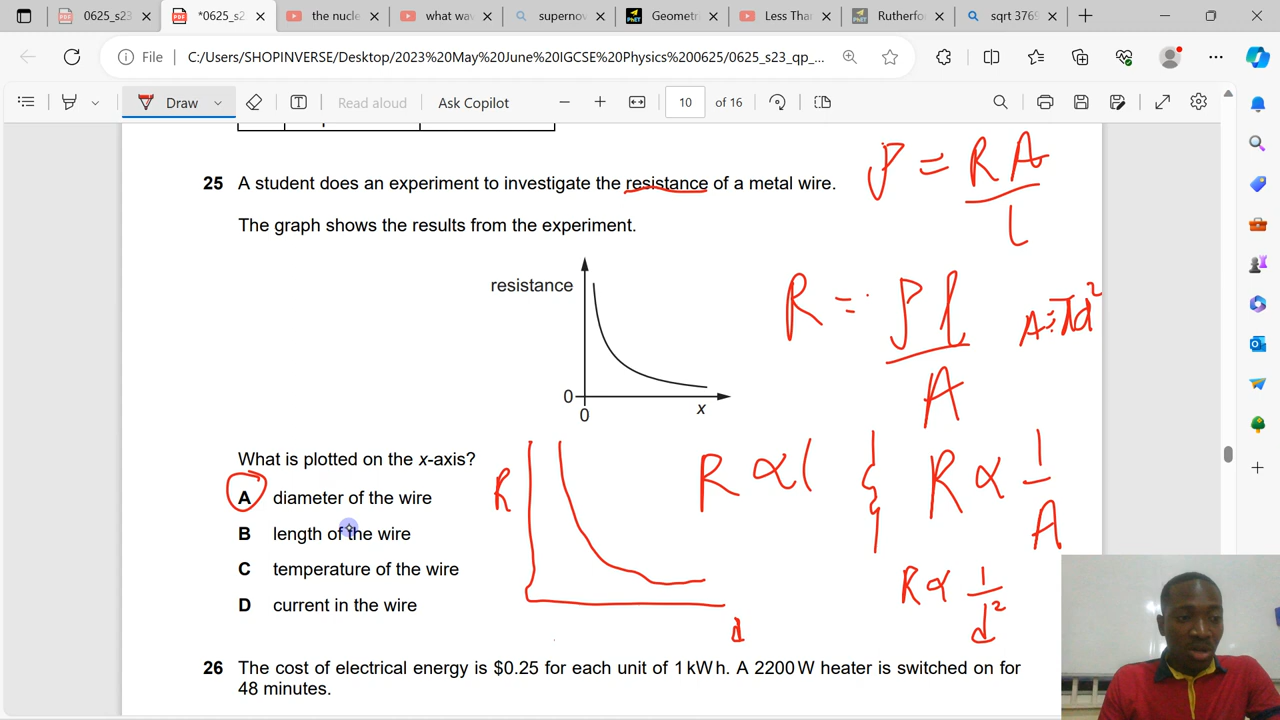 0625_s23
*0625_s2
the nucle
what wav
supernov
Geometr
Less Tha
Rutherfo
sqrt 3769
File
C:/Users/SHOPINVERSE/Desktop/2023%20May%20June%20IGCSE%20Physics%200625/0625_s23_qp_...
Draw
Read aloud
Ask Copilot
10
of 16
25 A student does an experiment to investigate the resistance of a metal wire.
The graph shows the results from the experiment.
resistance
0
0
x
What is plotted on the x-axis?
A diameter of the wire
B length of the wire
C temperature of the wire
D current in the wire
26 The cost of electrical energy is $0.25 for each unit of 1 kW h. A 2200 W heater is switched on for
48 minutes.
ρ = RA
l
R = ρl
A
R ∝ l
R ∝ 1
A
R ∝ 1
d²
R
d